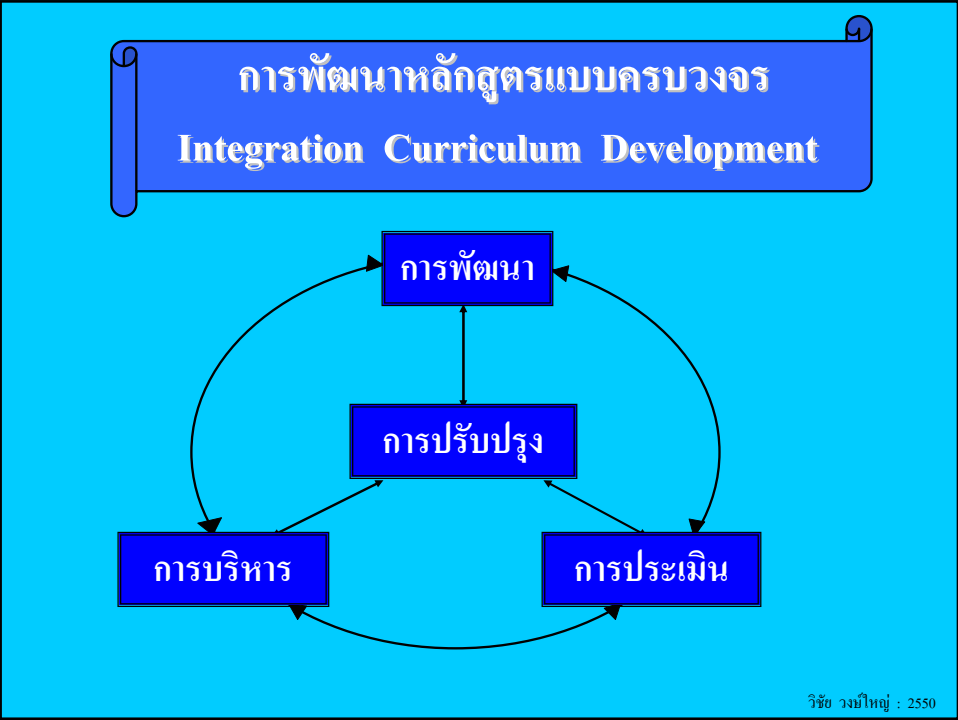 การพัฒนาหลักสูตรแบบครบวงจร
Integration Curriculum Development
การพัฒนา
การปรับปรุง
การบริหาร
การประเมิน
วิชัย วงษ์ใหญ่ : 2550